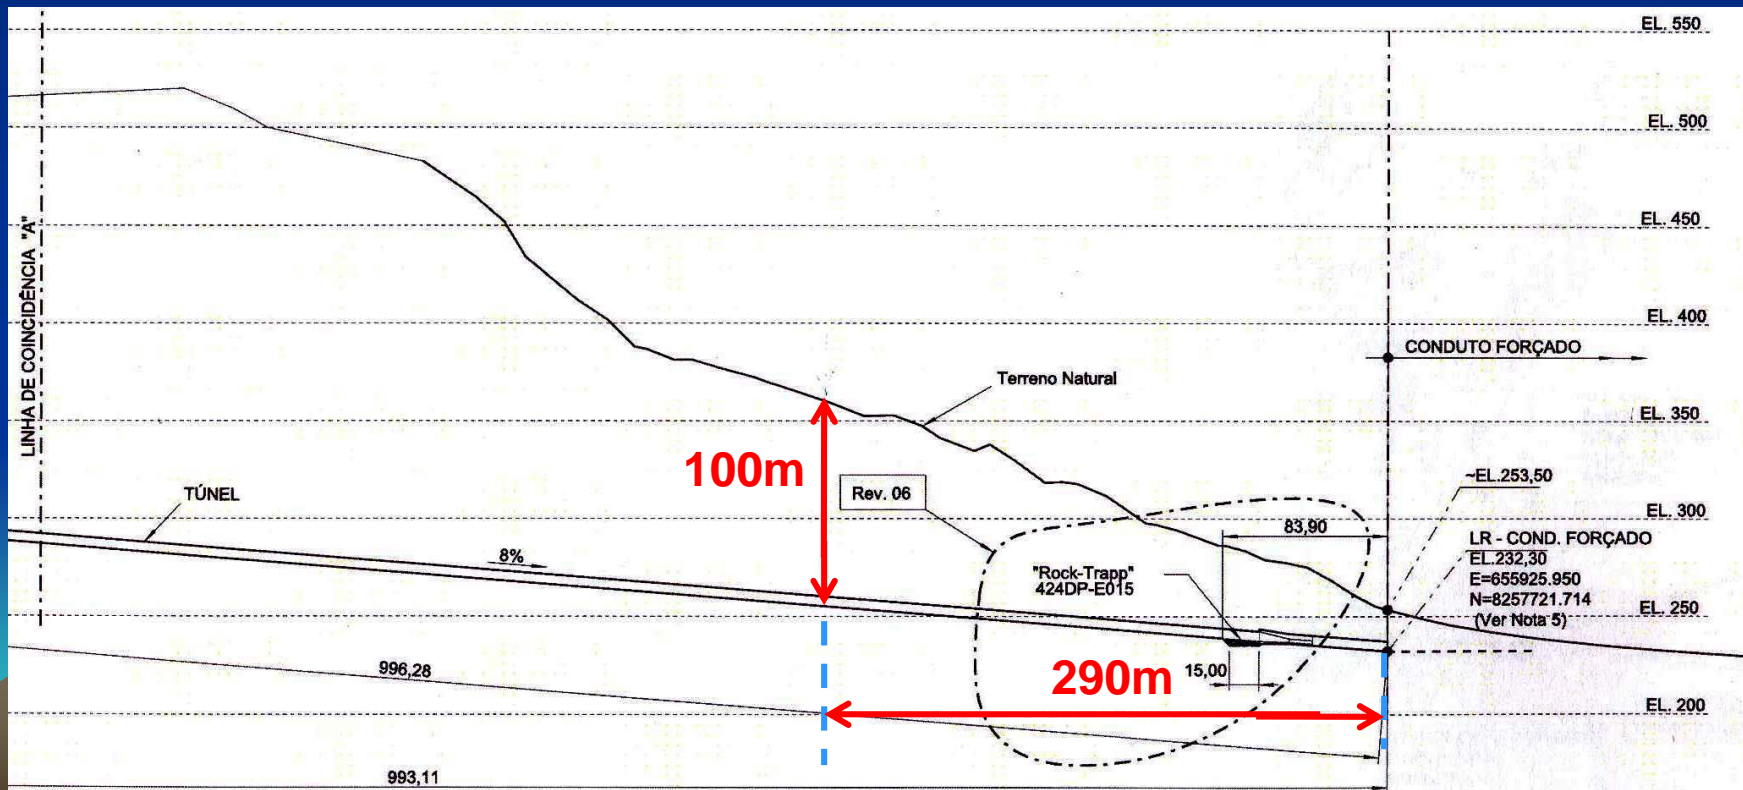 EL. 550
EL. 500
EL. 450
EL. 400
CONDUTO FORÇADO
Terreno Natural
EL. 350
LINHA DE COINCIDÊNCIA "A"
100m
~EL.253,50
TÚNEL
Rev. 06
EL. 300
83,90
LR - COND. FORÇADO
EL.232,30
E=655925.950
N=8257721.714
(Ver Nota 5)
8%
"Rock-Trapp"
424DP-E015
EL. 250
996,28
290m
15,00
EL. 200
993,11